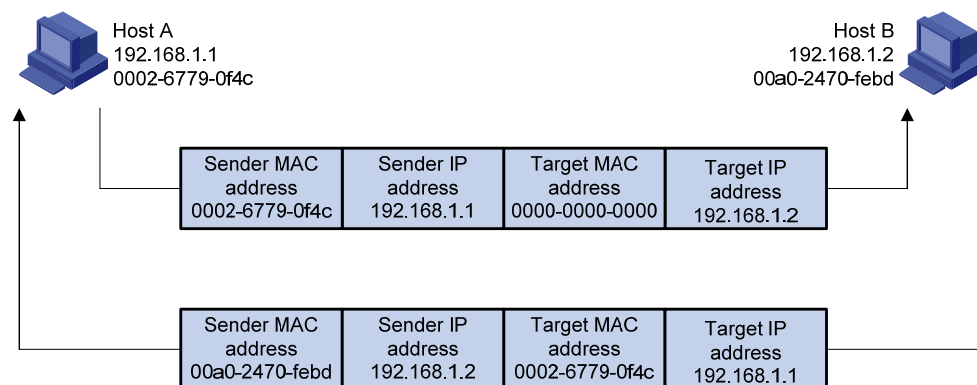 Host A
192.168.1.1
0002-6779-0f4c
Host B
192.168.1.2
00a0-2470-febd
Sender MAC
address
0002-6779-0f4c
Sender IP
address
192.168.1.1
Target MAC
address
0000-0000-0000
Target IP
address
192.168.1.2
Sender MAC
address
00a0-2470-febd
Sender IP
address
192.168.1.2
Target MAC
address
0002-6779-0f4c
Target IP
address
192.168.1.1